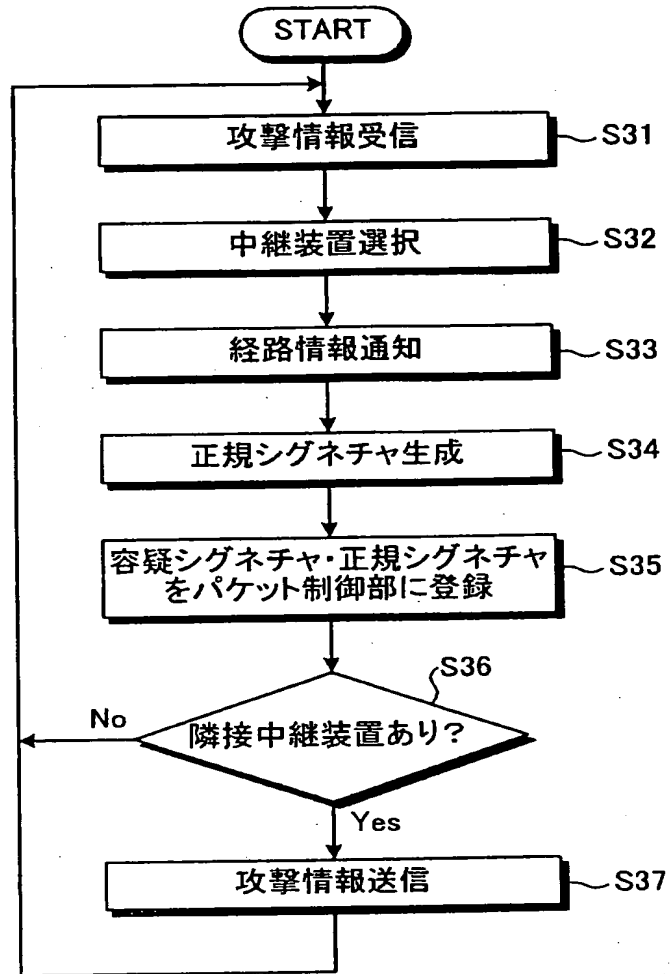 START
攻撃情報受信
S31
中継装置選択
S32
経路情報通知
S33
正規シグネチャ生成
S34
容疑シグネチャ・正規シグネチャ
をパケット制御部に登録
S35
S36
隣接中継装置あり?
No
Yes
攻撃情報送信
S37